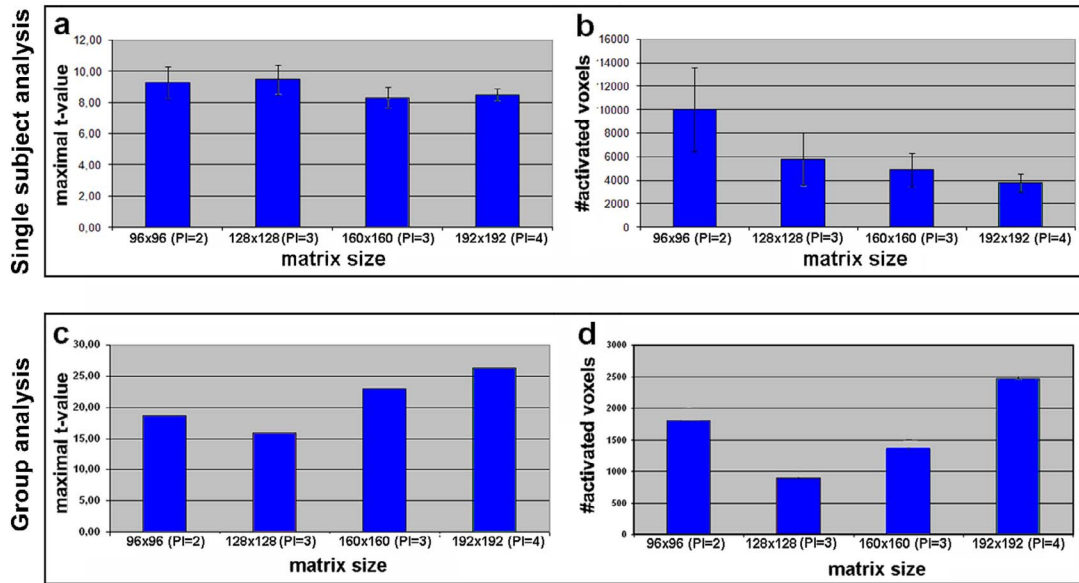 Single subject analysis
a
maximal t-value
12,00
10,00
8,00
6,00
4,00
2,00
0,00
96x96 (PI=2) 128x128 (PI=3) 160x160 (PI=3) 192x192 (PI=4)
matrix size
b
#activated voxels
16000
14000
12000
10000
8000
6000
4000
2000
0
96x96 (PI=2) 128x128 (PI=3) 160x160 (PI=3) 192x192 (PI=4)
matrix size
Group analysis
c
maximal t-value
30,00
25,00
20,00
15,00
10,00
5,00
0,00
96x96 (PI=2) 128x128 (PI=3) 160x160 (PI=3) 192x192 (PI=4)
matrix size
d
#activated voxels
3000
2500
2000
1500
1000
500
0
96x96 (PI=2) 128x128 (PI=3) 160x160 (PI=3) 192x192 (PI=4)
matrix size